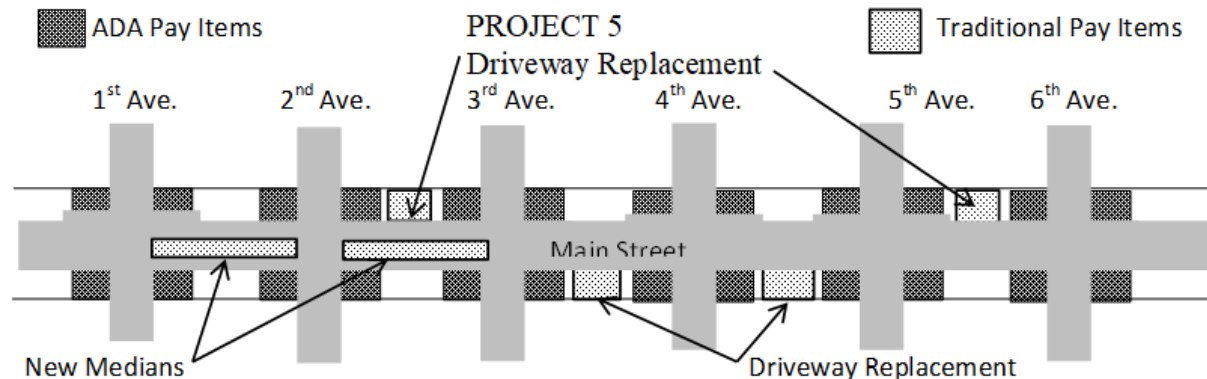 ADA Pay Items
PROJECT 5
Driveway Replacement
Traditional Pay Items
1st Ave.
2nd Ave.
3rd Ave.
4th Ave.
5th Ave.
6th Ave.
Main Street
New Medians
Driveway Replacement